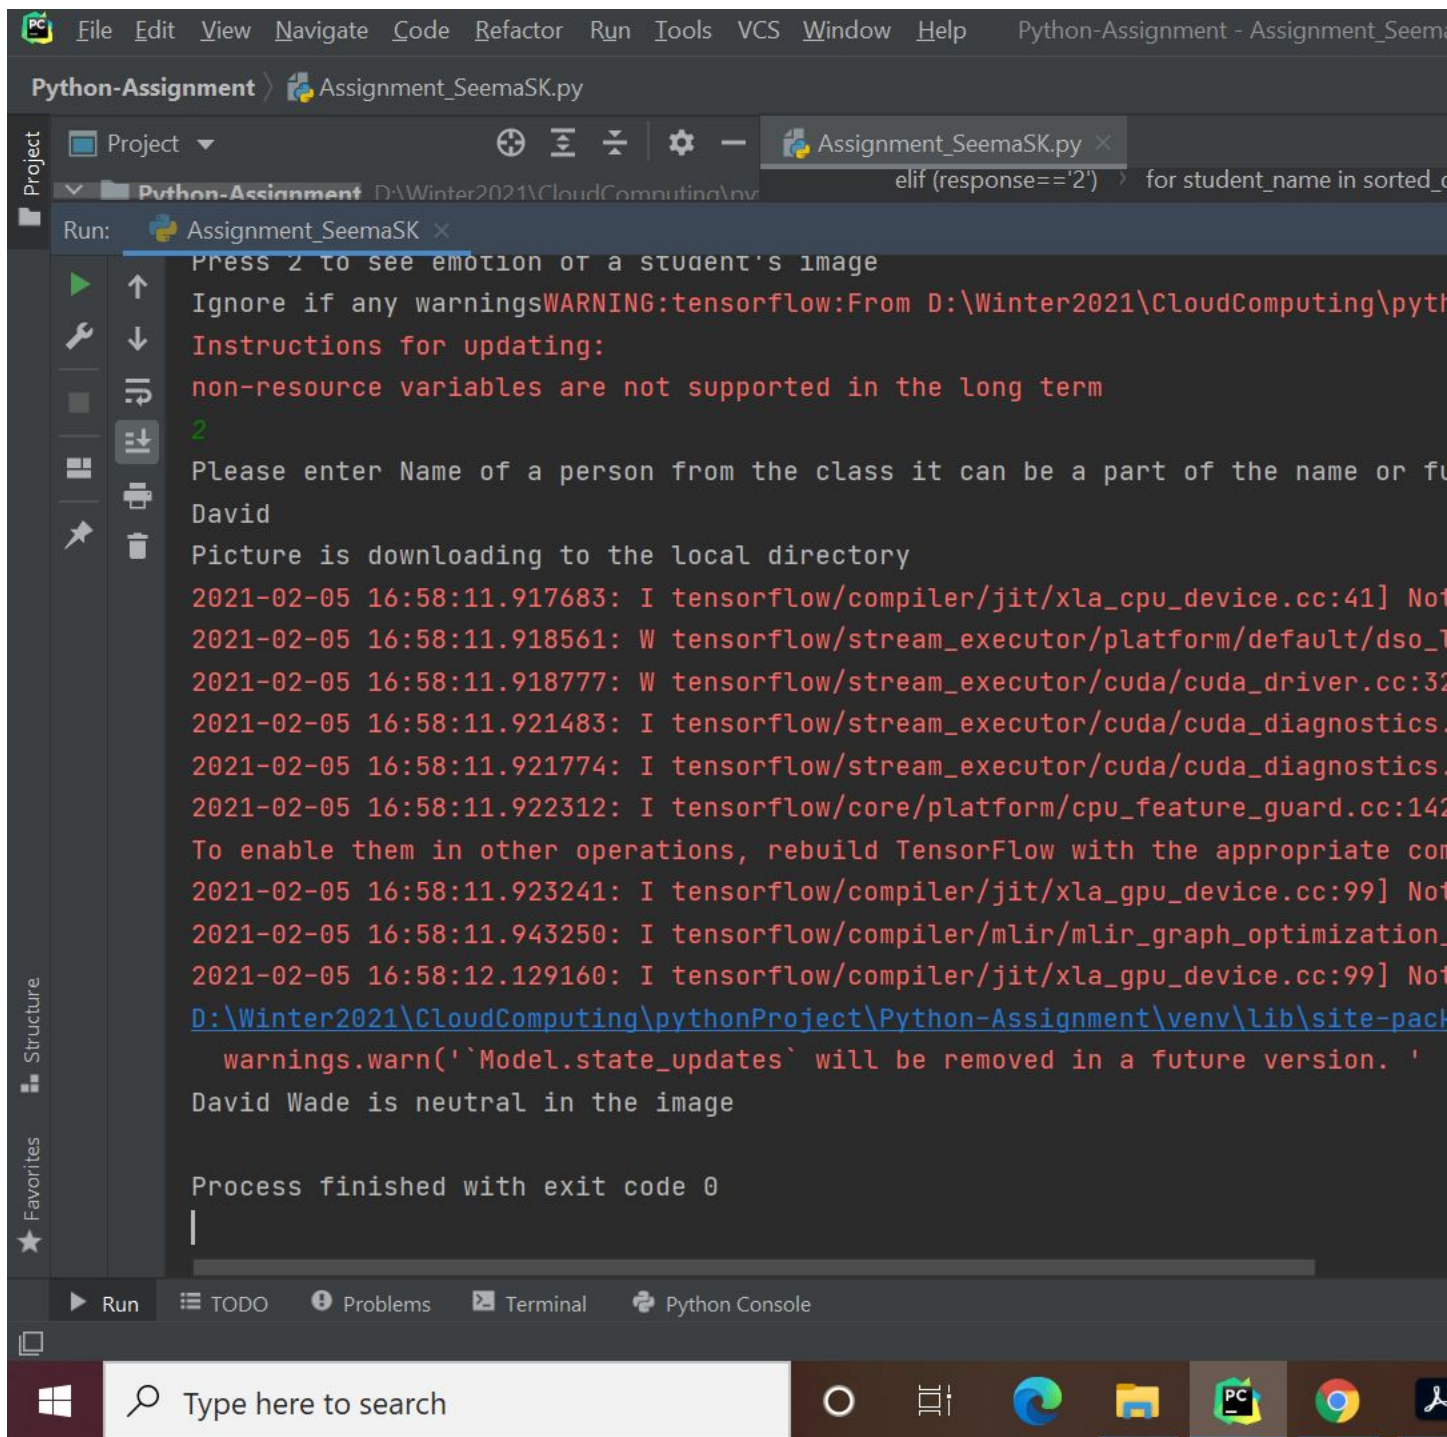 PC File Edit View Navigate Code Refactor Run Tools VCS Window Help Python-Assignment - Assignment_Seema
Python-Assignment Assignment_SeemaSK.py
Project
Project Assignment_SeemaSK.py
Python-Assignment D:\Winter2021\CloudComputing\py elif (response=='2') for student_name in sorted_
Run: Assignment_SeemaSK
Press 2 to see emotion of a student's image
Ignore if any warningsWARNING:tensorflow:From D:\Winter2021\CloudComputing\pyth
Instructions for updating:
non-resource variables are not supported in the long term
2
Please enter Name of a person from the class it can be a part of the name or fu
David
Picture is downloading to the local directory
2021-02-05 16:58:11.917683: I tensorflow/compiler/jit/xla_cpu_device.cc:41] Not
2021-02-05 16:58:11.918561: W tensorflow/stream_executor/platform/default/dso_l
2021-02-05 16:58:11.918777: W tensorflow/stream_executor/cuda/cuda_driver.cc:32
2021-02-05 16:58:11.921483: I tensorflow/stream_executor/cuda/cuda_diagnostics.
2021-02-05 16:58:11.921774: I tensorflow/stream_executor/cuda/cuda_diagnostics.
2021-02-05 16:58:11.922312: I tensorflow/core/platform/cpu_feature_guard.cc:142
To enable them in other operations, rebuild TensorFlow with the appropriate com
2021-02-05 16:58:11.923241: I tensorflow/compiler/jit/xla_gpu_device.cc:99] Not
2021-02-05 16:58:11.943250: I tensorflow/compiler/mlir/mlir_graph_optimization_
2021-02-05 16:58:12.129160: I tensorflow/compiler/jit/xla_gpu_device.cc:99] Not
D:\Winter2021\CloudComputing\pythonProject\Python-Assignment\venv\lib\site-pack
warnings.warn('`Model.state_updates` will be removed in a future version. '
David Wade is neutral in the image
Process finished with exit code 0
Structure
Favorites
Run TODO Problems Terminal Python Console
Type here to search PC